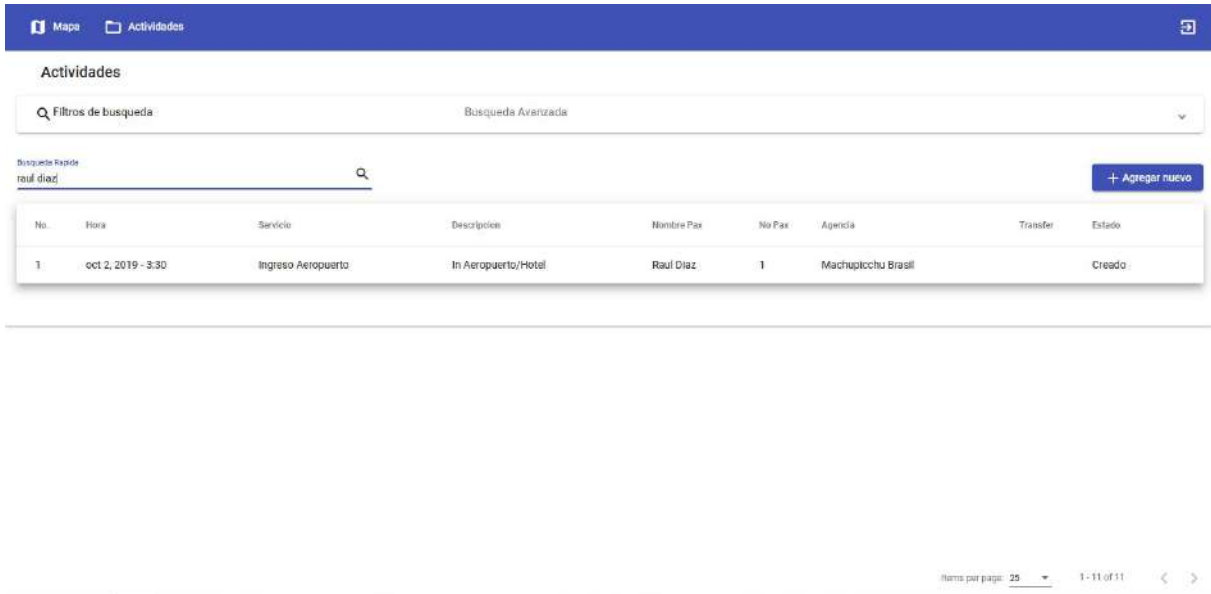 Mapa Actividades
Actividades
Filtros de busqueda Busqueda Avanzada
Busqueda Rapida
raul diaz
+ Agregar nuevo
No. Hora Servicio Descripcion Nombre Pax No Pax Agencia Transfer Estado
1 oct 2, 2019 - 3:30 Ingreso Aeropuerto In Aeropuerto/Hotel Raul Diaz 1 Machupicchu Brasil Creado
Items per page: 25 1 - 11 of 11